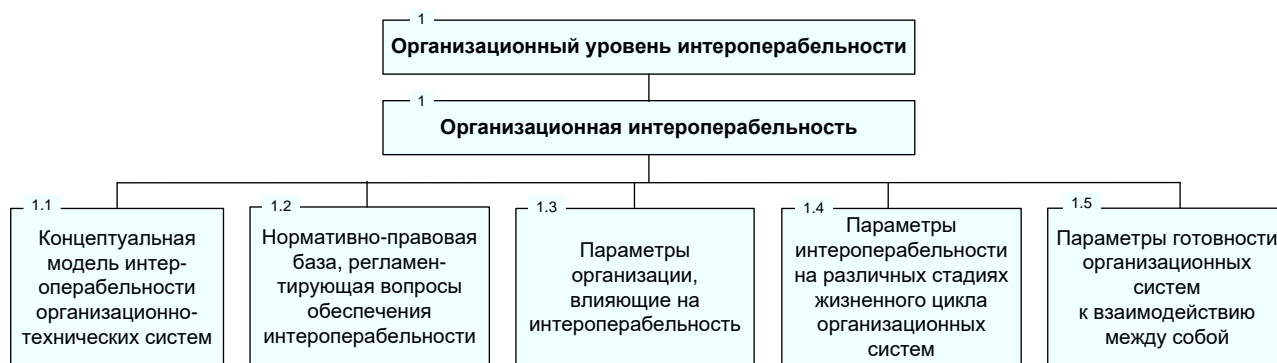 1
Организационный уровень интероперабельности
1
Организационная интероперабельность
1.1
Концептуальная
модель интер-
операбельности
организационно-
технических систем
1.2
Нормативно-правовая
база, регламен-
тирующая вопросы
обеспечения
интероперабельности
1.3
Параметры
организации,
влияющие на
интероперабельность
1.4
Параметры
интероперабельности
на различных стадиях
жизненного цикла
организационных
систем
1.5
Параметры готовности
организационных
систем
к взаимодействию
между собой